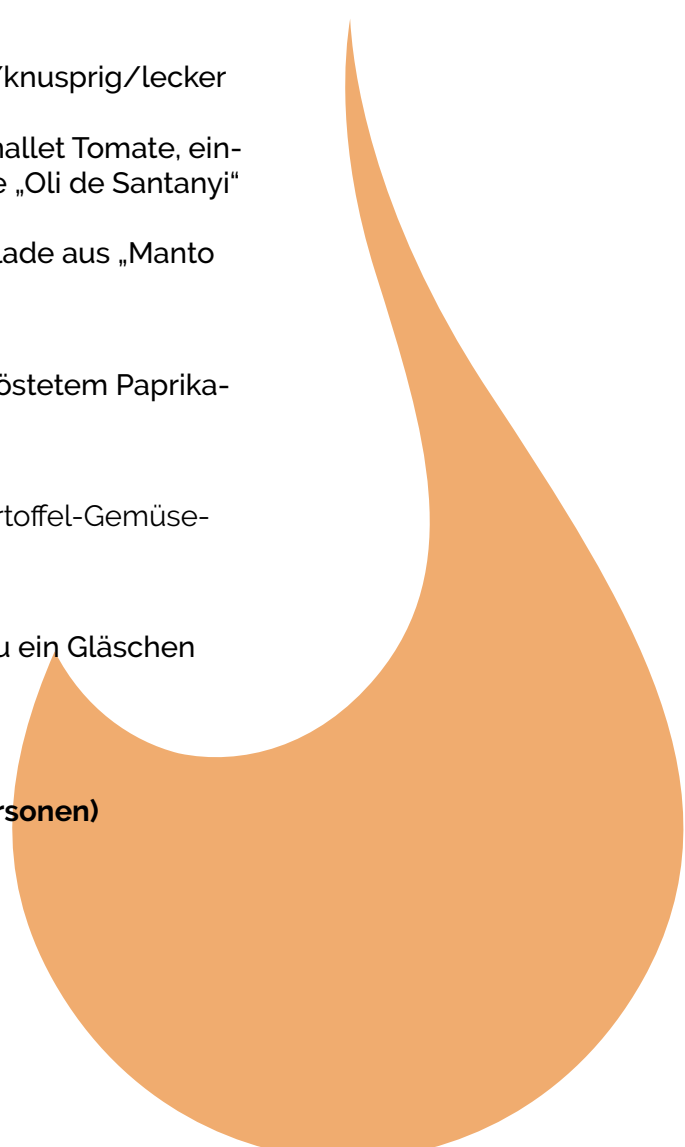 /knusprig/lecker
nallet Tomate, ein-
e „Oli de Santanyi“
lade aus „Manto
östetem Paprika-
rtoffel-Gemüse-
u ein Gläschen
rsonen)